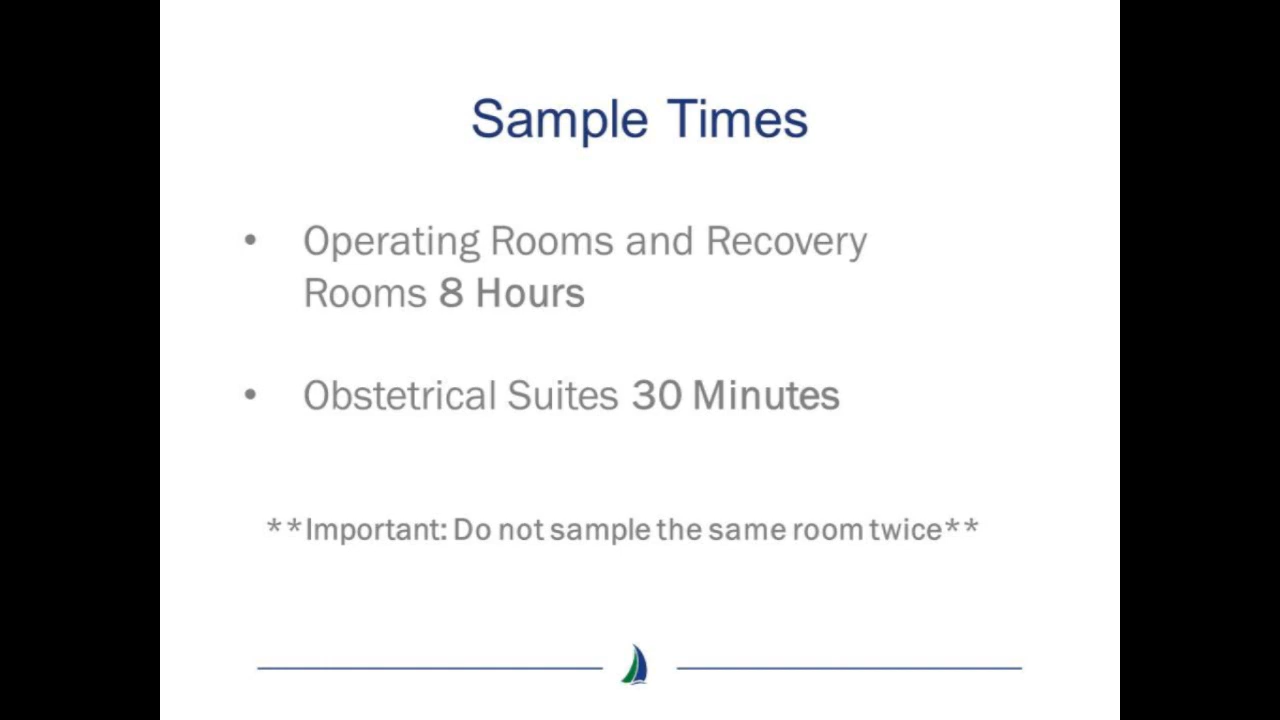 Sample Times
• Operating Rooms and Recovery
Rooms 8 Hours
• Obstetrical Suites 30 Minutes
**Important: Do not sample the same room twice**